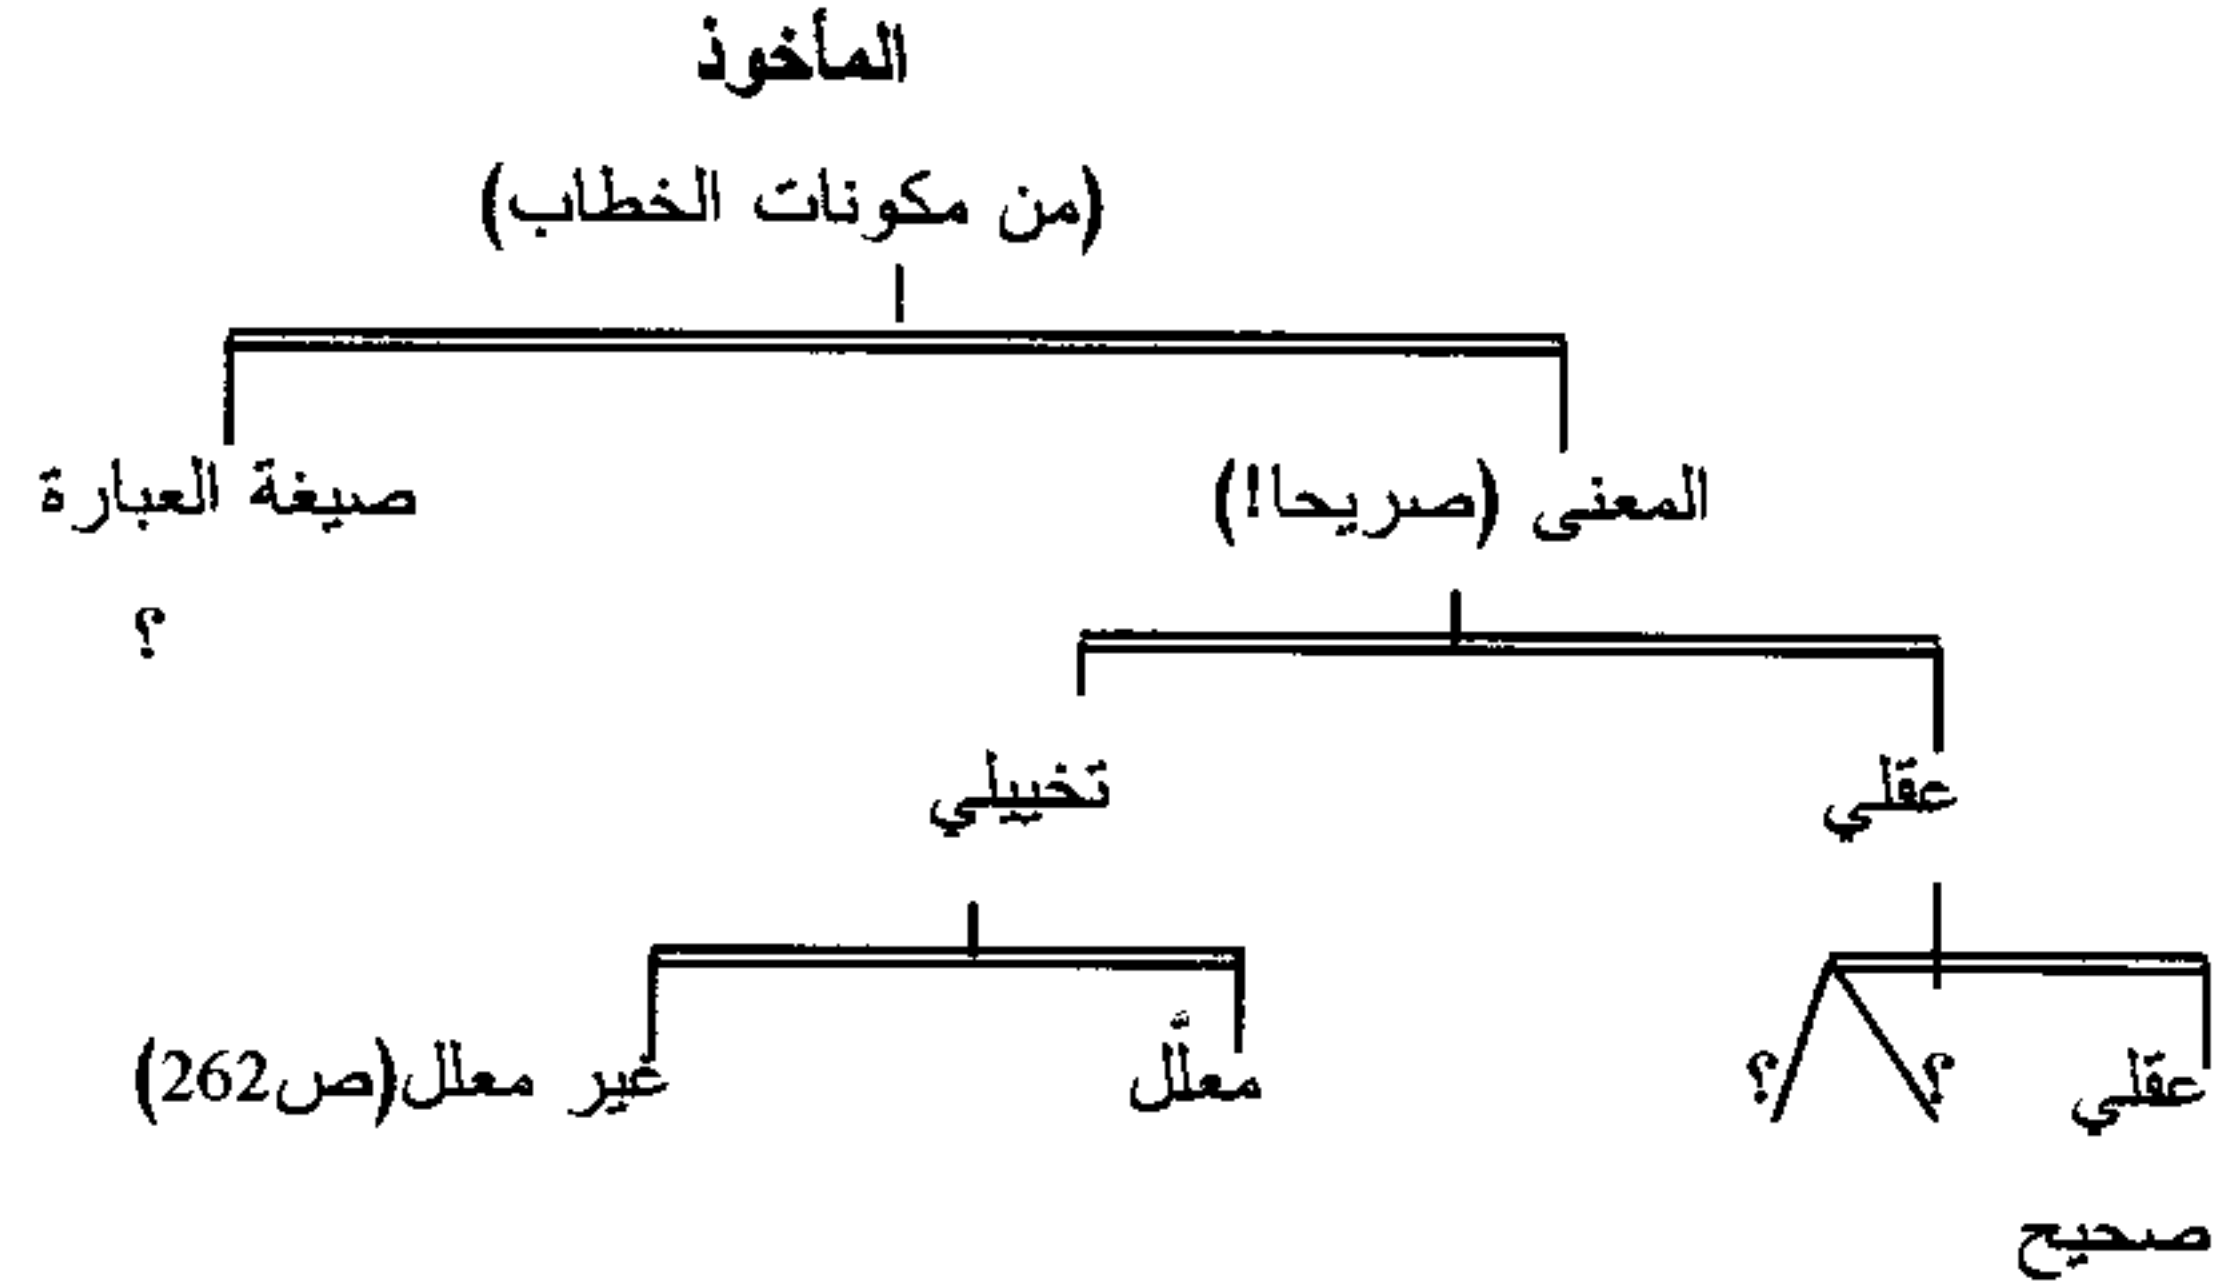 المأخوذ
(من مكونات الخطاب)
المعنى (صريحا!) صيغة العبارة
؟
عقلي تخييلي
عقلي ؟ ؟ معلَّل غير معلل(ص262)
صحيح